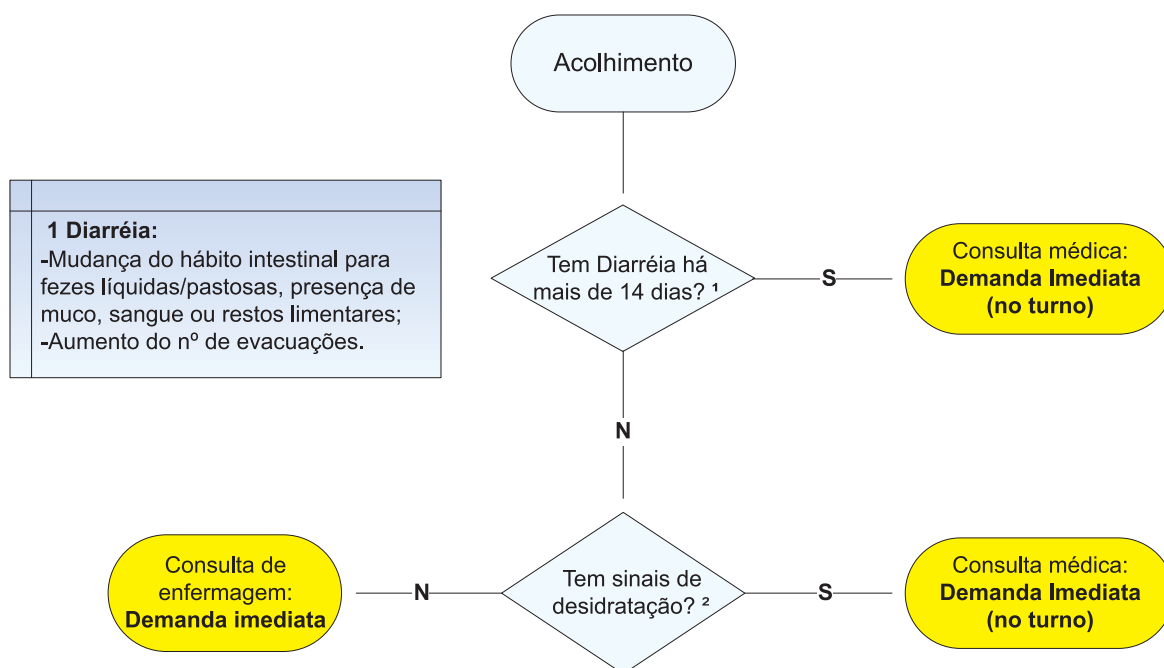 Acolhimento
1 Diarréia:
-Mudança do hábito intestinal para
fezes líquidas/pastosas, presença de
muco, sangue ou restos limentares;
-Aumento do nº de evacuações.
Tem Diarréia há
mais de 14 dias? ¹
S
Consulta médica:
Demanda Imediata
(no turno)
N
Consulta de
enfermagem:
Demanda imediata
N
Tem sinais de
desidratação? ²
S
Consulta médica:
Demanda Imediata
(no turno)